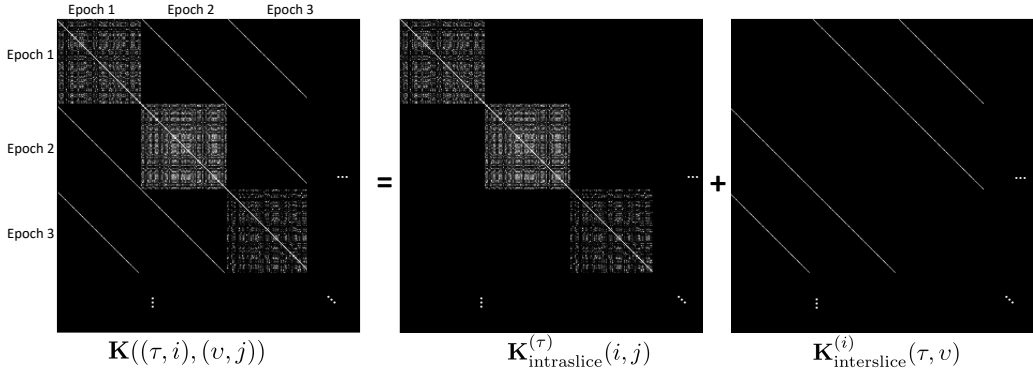 Epoch 1 Epoch 2 Epoch 3
Epoch 1
Epoch 2
Epoch 3
... = ... + ...
⋮ ⋱ ⋮ ⋱ ⋮ ⋱
K((τ, i), (υ, j))
K^{(τ)}_{intraslice}(i, j)
K^{(i)}_{interslice}(τ, υ)